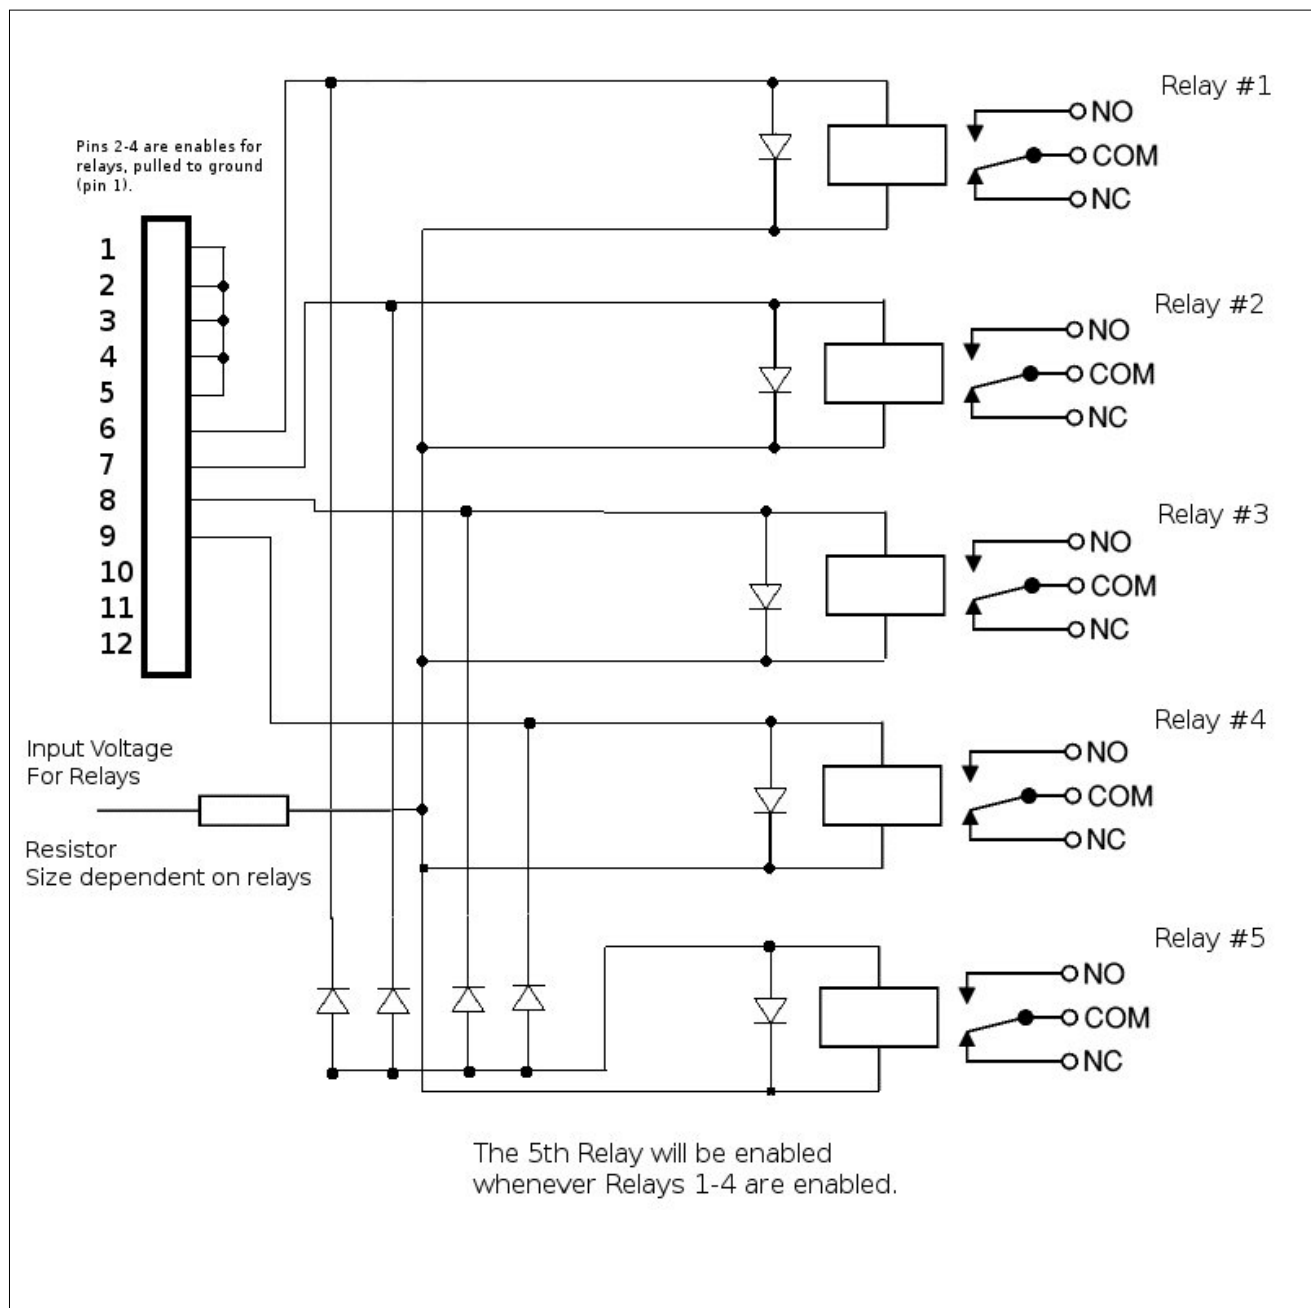 Relay #1
NO
COM
NC
Pins 2-4 are enables for
relays, pulled to ground
(pin 1).
1
2
3
4
5
6
7
8
9
10
11
12
Relay #2
NO
COM
NC
Relay #3
NO
COM
NC
Relay #4
NO
COM
NC
Input Voltage
For Relays
Resistor
Size dependent on relays
Relay #5
NO
COM
NC
The 5th Relay will be enabled
whenever Relays 1-4 are enabled.